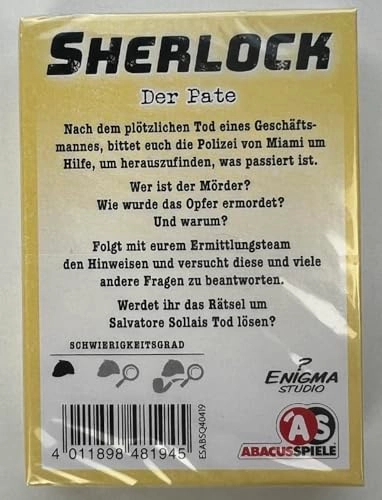 SHERLOCK
Der Pate
Nach dem plötzlichen Tod eines Geschäfts-
mannes, bittet euch die Polizei von Miami um
Hilfe, um herauszufinden, was passiert ist.
Wer ist der Mörder?
Wie wurde das Opfer ermordet?
Und warum?
Folgt mit eurem Ermittlungsteam
den Hinweisen und versucht diese und viele
andere Fragen zu beantworten.
Werdet ihr das Rätsel um
Salvatore Sollais Tod lösen?
SCHWIERIGKEITSGRAD
?
ENIGMA
STUDIO
ESABSQ40419
4 011898 481945
AS
ABACUSSPIELE